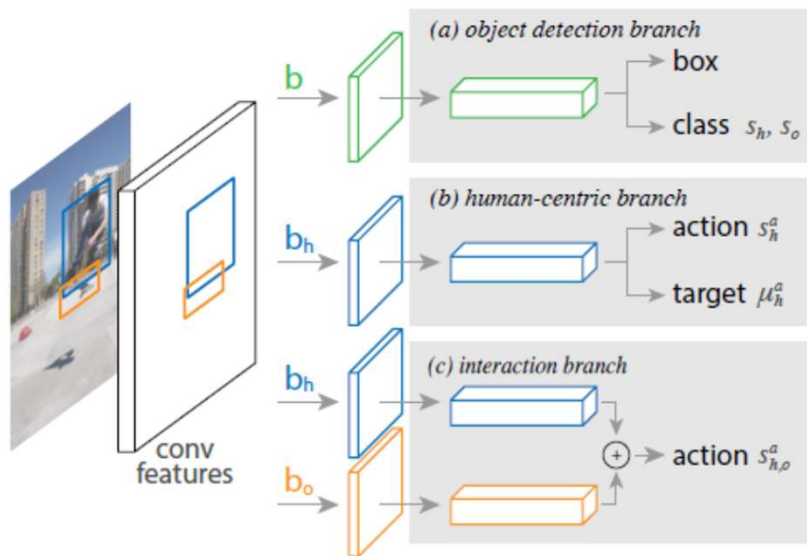 (a) object detection branch
b
box
class s_h, s_o
(b) human-centric branch
b_h
action s_h^a
target μ_h^a
(c) interaction branch
b_h
b_o
+
action s_{h,o}^a
conv
features